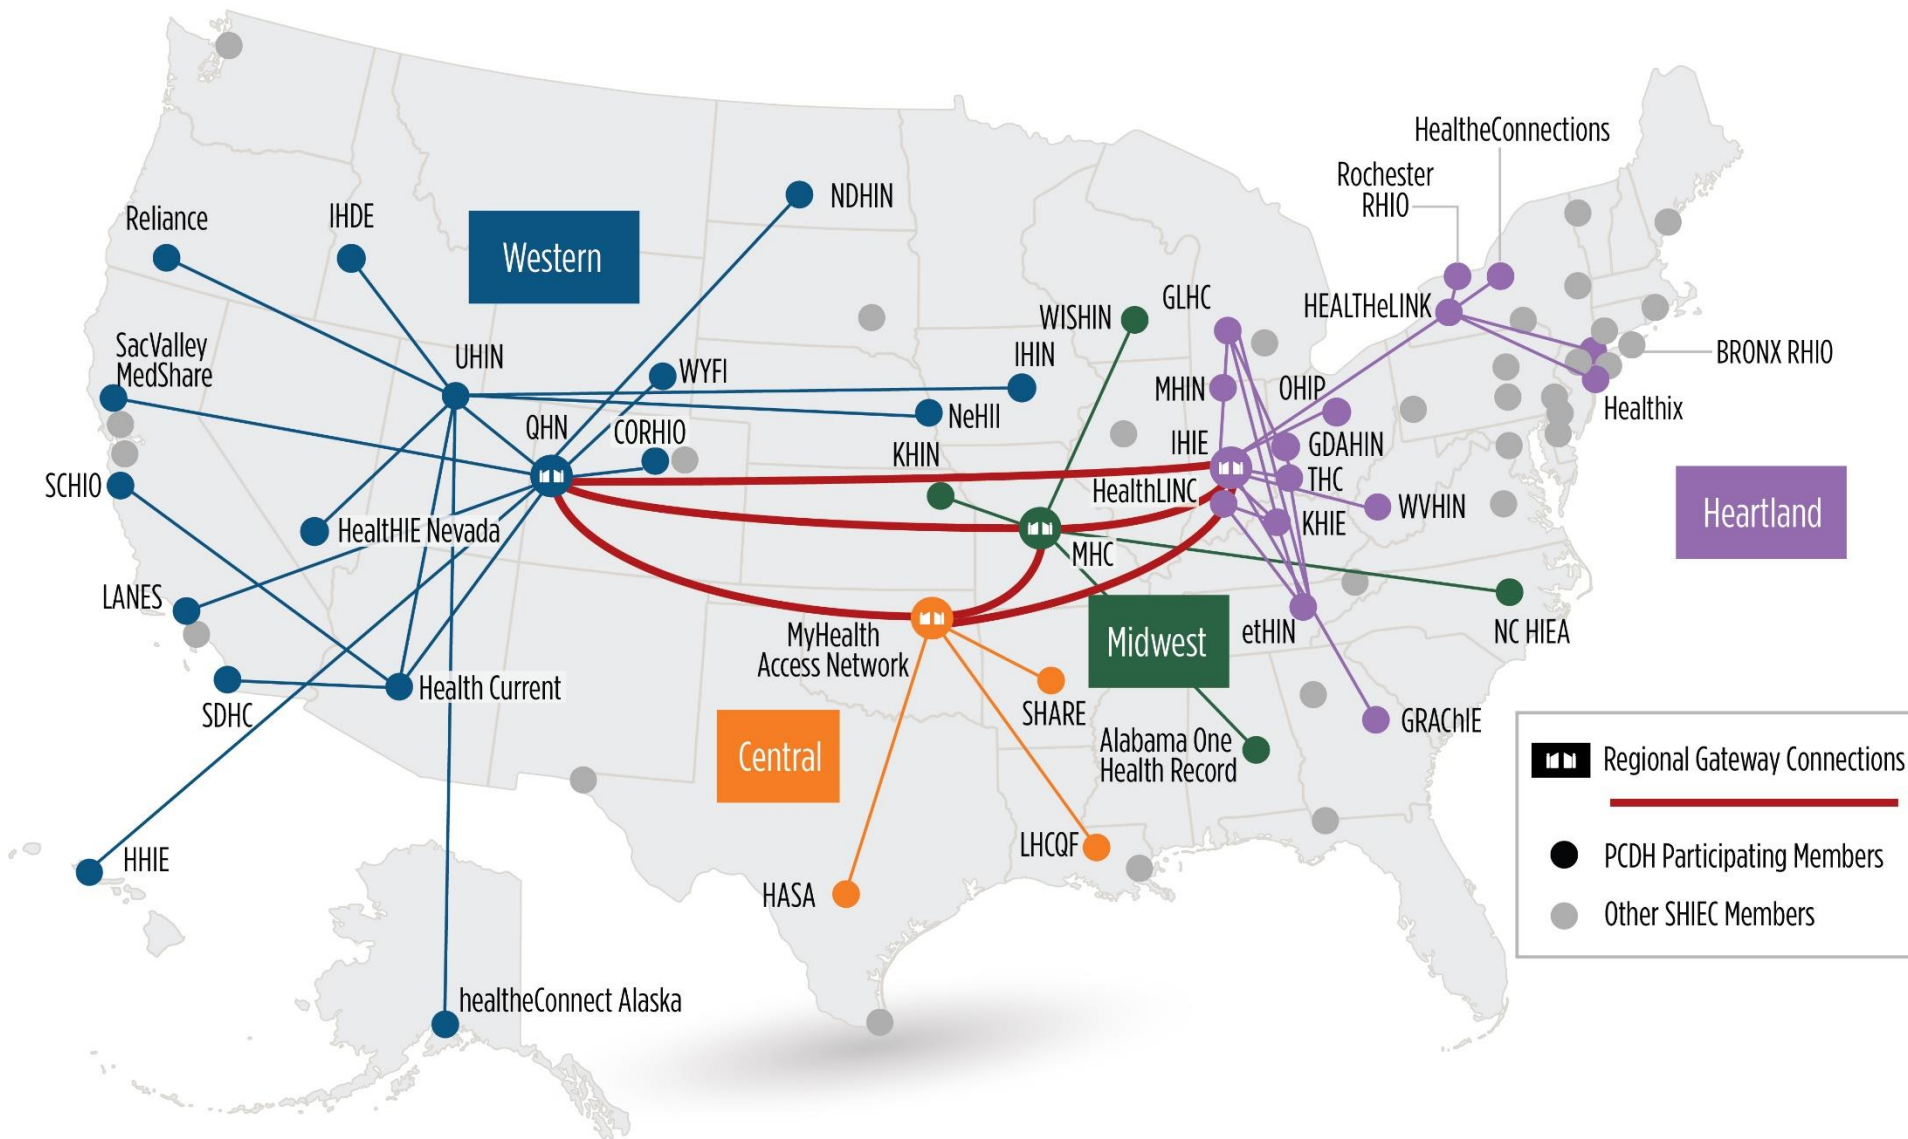 HealtheConnections
Rochester
RHIO
NDHIN
Reliance
IHDE
Western
GLHC
HEALTHeLINK
WISHIN
SacValley
MedShare
UHIN
WYFI
IHIN
BRONX RHIO
MHIN
OHIP
NeHII
Healthix
QHN
CORHIO
KHIN
IHIE
GDAHIN
SCHIO
HealthLINC
THC
WVHIN
Heartland
HealtHIE Nevada
KHIE
MHC
LANES
MyHealth
Access Network
Midwest
etHIN
NC HIEA
SDHC
Health Current
SHARE
GRAChIE
Central
Alabama One
Health Record
Regional Gateway Connections
LHCQF
HHIE
PCDH Participating Members
HASA
Other SHIEC Members
healtheConnect Alaska